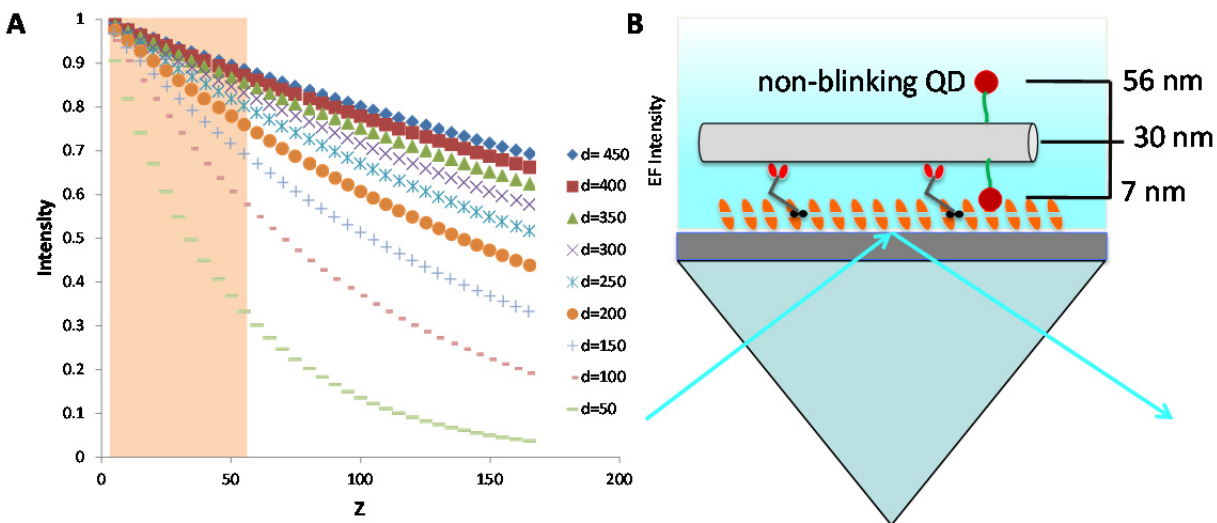 A
1
0.9
0.8
0.7
0.6
0.5
0.4
0.3
0.2
0.1
0
Intensity
0 50 100 150 200
Z
d= 450
d=400
d=350
d=300
d=250
d=200
d=150
d=100
d=50
B
EF Intensity
non-blinking QD
56 nm
30 nm
7 nm